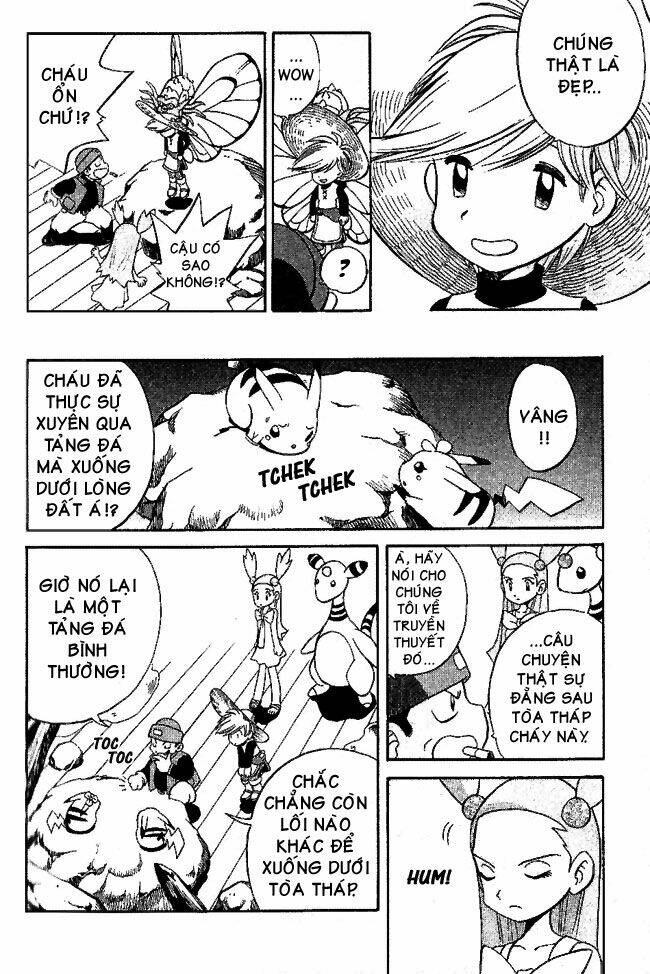 CHÁU
ỔN
CHỨ!?
CẬU CÓ
SAO
KHÔNG!?
...
WOW
...
?
CHÚNG
THẬT LÀ
ĐẸP...
CHÁU ĐÃ
THỰC SỰ
XUYÊN QUA
TẢNG ĐÁ
MÀ XUỐNG
DƯỚI LÒNG
ĐẤT Á!?
TCHEK
TCHEK
VÂNG
!!
GIỜ NÓ LẠI
LÀ MỘT
TẢNG ĐÁ
BÌNH
THƯỜNG!
TOC
TOC
CHẮC
CHẮNG CÒN
LỐI NÀO
KHÁC ĐỂ
XUỐNG DƯỚI
TÒA THÁP.
À, HÃY
NÓI CHO
CHÚNG
TÔI VỀ
TRUYỀN
THUYẾT
ĐÓ...
...CÂU
CHUYỆN
THẬT SỰ
ĐẰNG SAU
TÒA THÁP
CHÁY NÀY.
HUM!